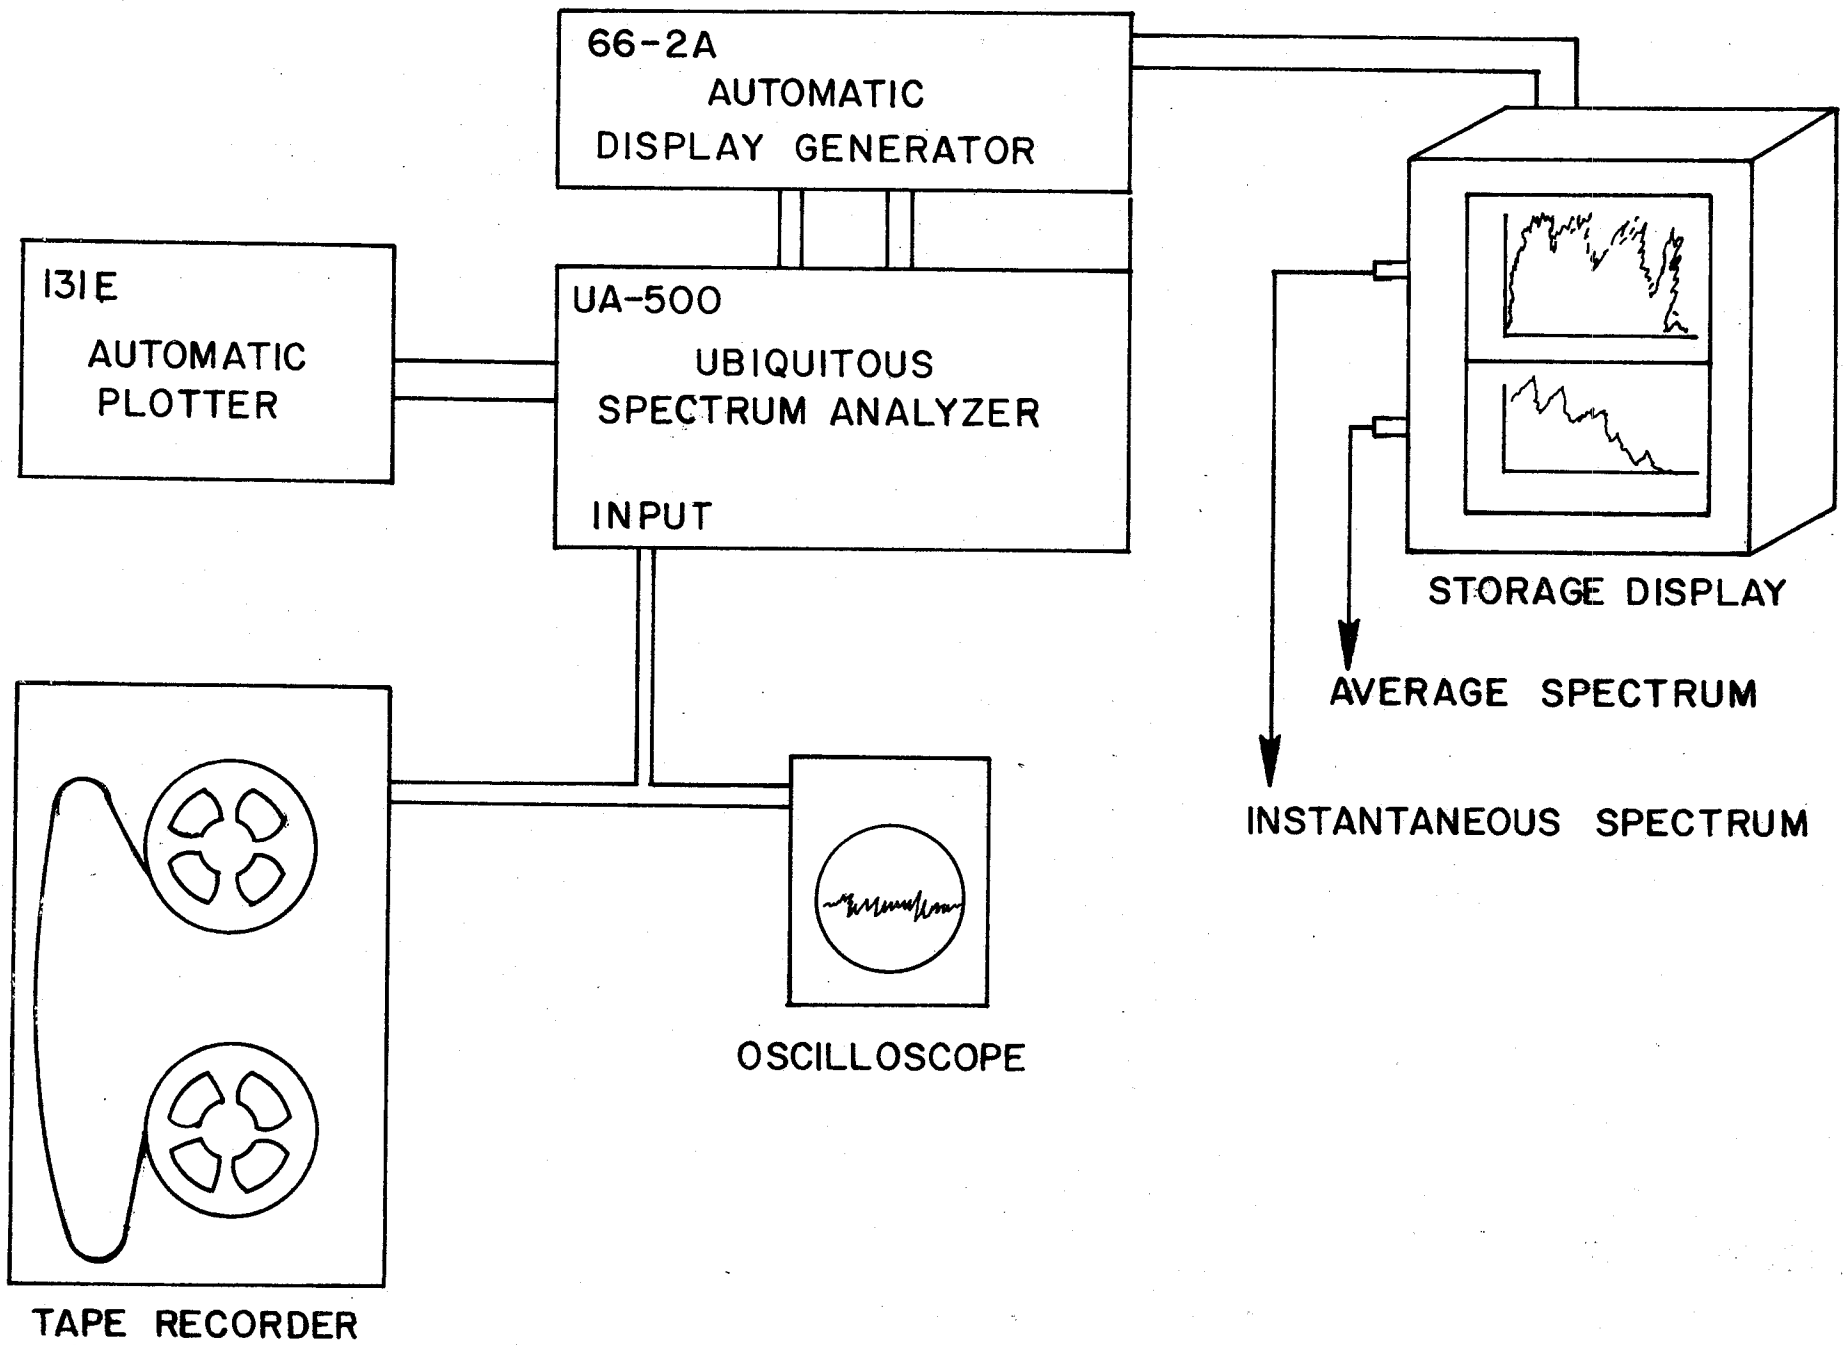 66-2A
AUTOMATIC
DISPLAY GENERATOR
131E
AUTOMATIC
PLOTTER
UA-500
UBIQUITOUS
SPECTRUM ANALYZER
INPUT
STORAGE DISPLAY
AVERAGE SPECTRUM
INSTANTANEOUS SPECTRUM
OSCILLOSCOPE
TAPE RECORDER